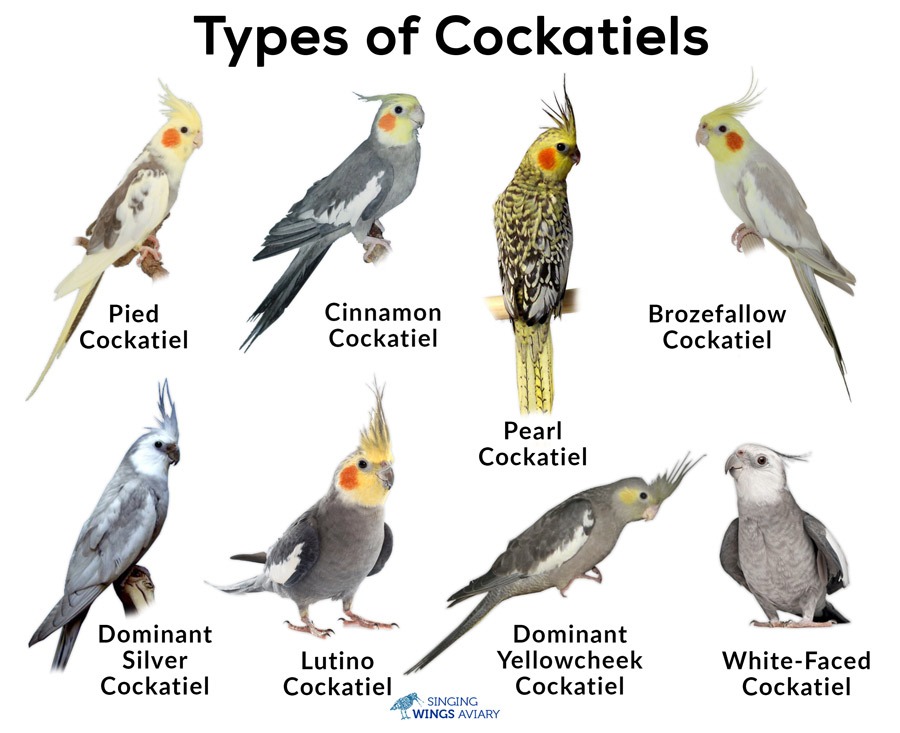 Types of Cockatiels
Pied
Cockatiel
Cinnamon
Cockatiel
Pearl
Cockatiel
Brozefallow
Cockatiel
Dominant
Silver
Cockatiel
Lutino
Cockatiel
Dominant
Yellowcheek
Cockatiel
White-Faced
Cockatiel
SINGING
WINGS AVIARY